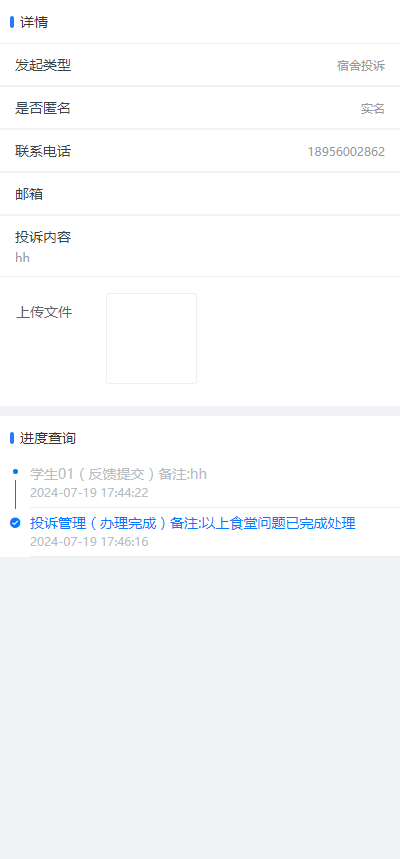 详情
发起类型 宿舍投诉
是否匿名 实名
联系电话 18956002862
邮箱
投诉内容
hh
上传文件
进度查询
学生01（反馈提交）备注:hh
2024-07-19 17:44:22
投诉管理（办理完成）备注:以上食堂问题已完成处理
2024-07-19 17:46:16